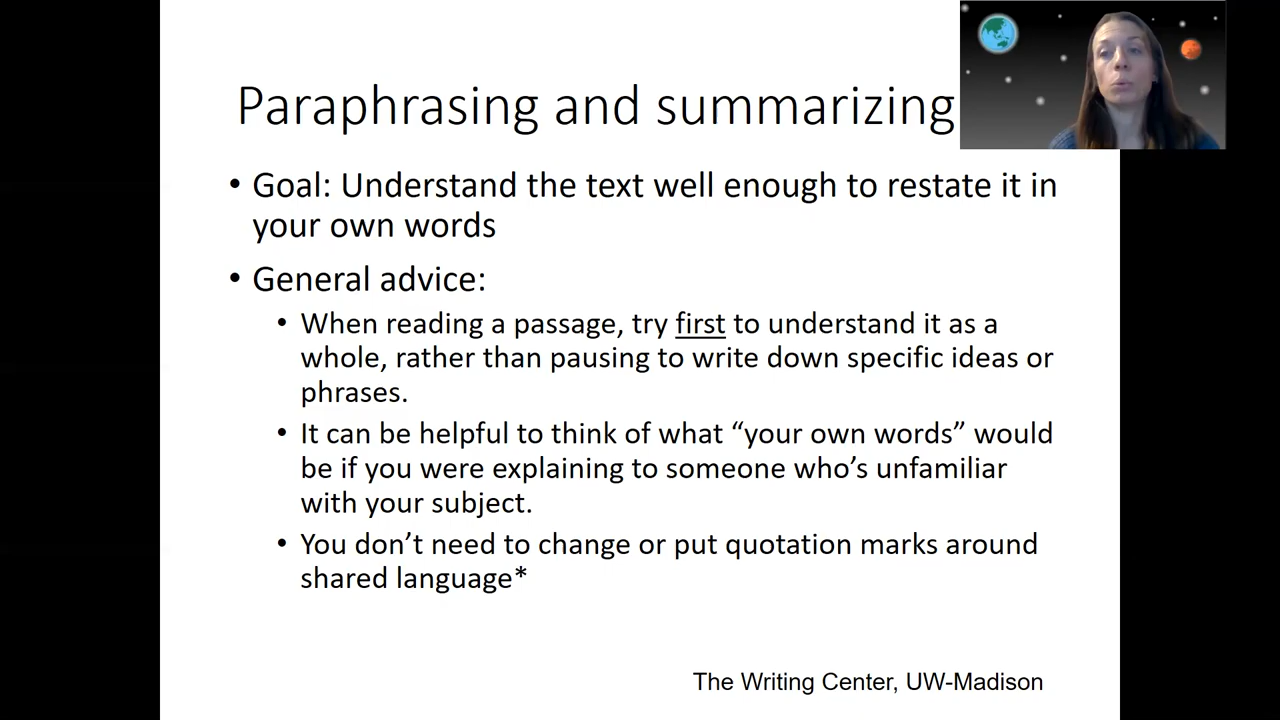 Paraphrasing and summarizing
• Goal: Understand the text well enough to restate it in
your own words
• General advice:
• When reading a passage, try first to understand it as a
whole, rather than pausing to write down specific ideas or
phrases.
• It can be helpful to think of what “your own words” would
be if you were explaining to someone who’s unfamiliar
with your subject.
• You don’t need to change or put quotation marks around
shared language*
The Writing Center, UW-Madison